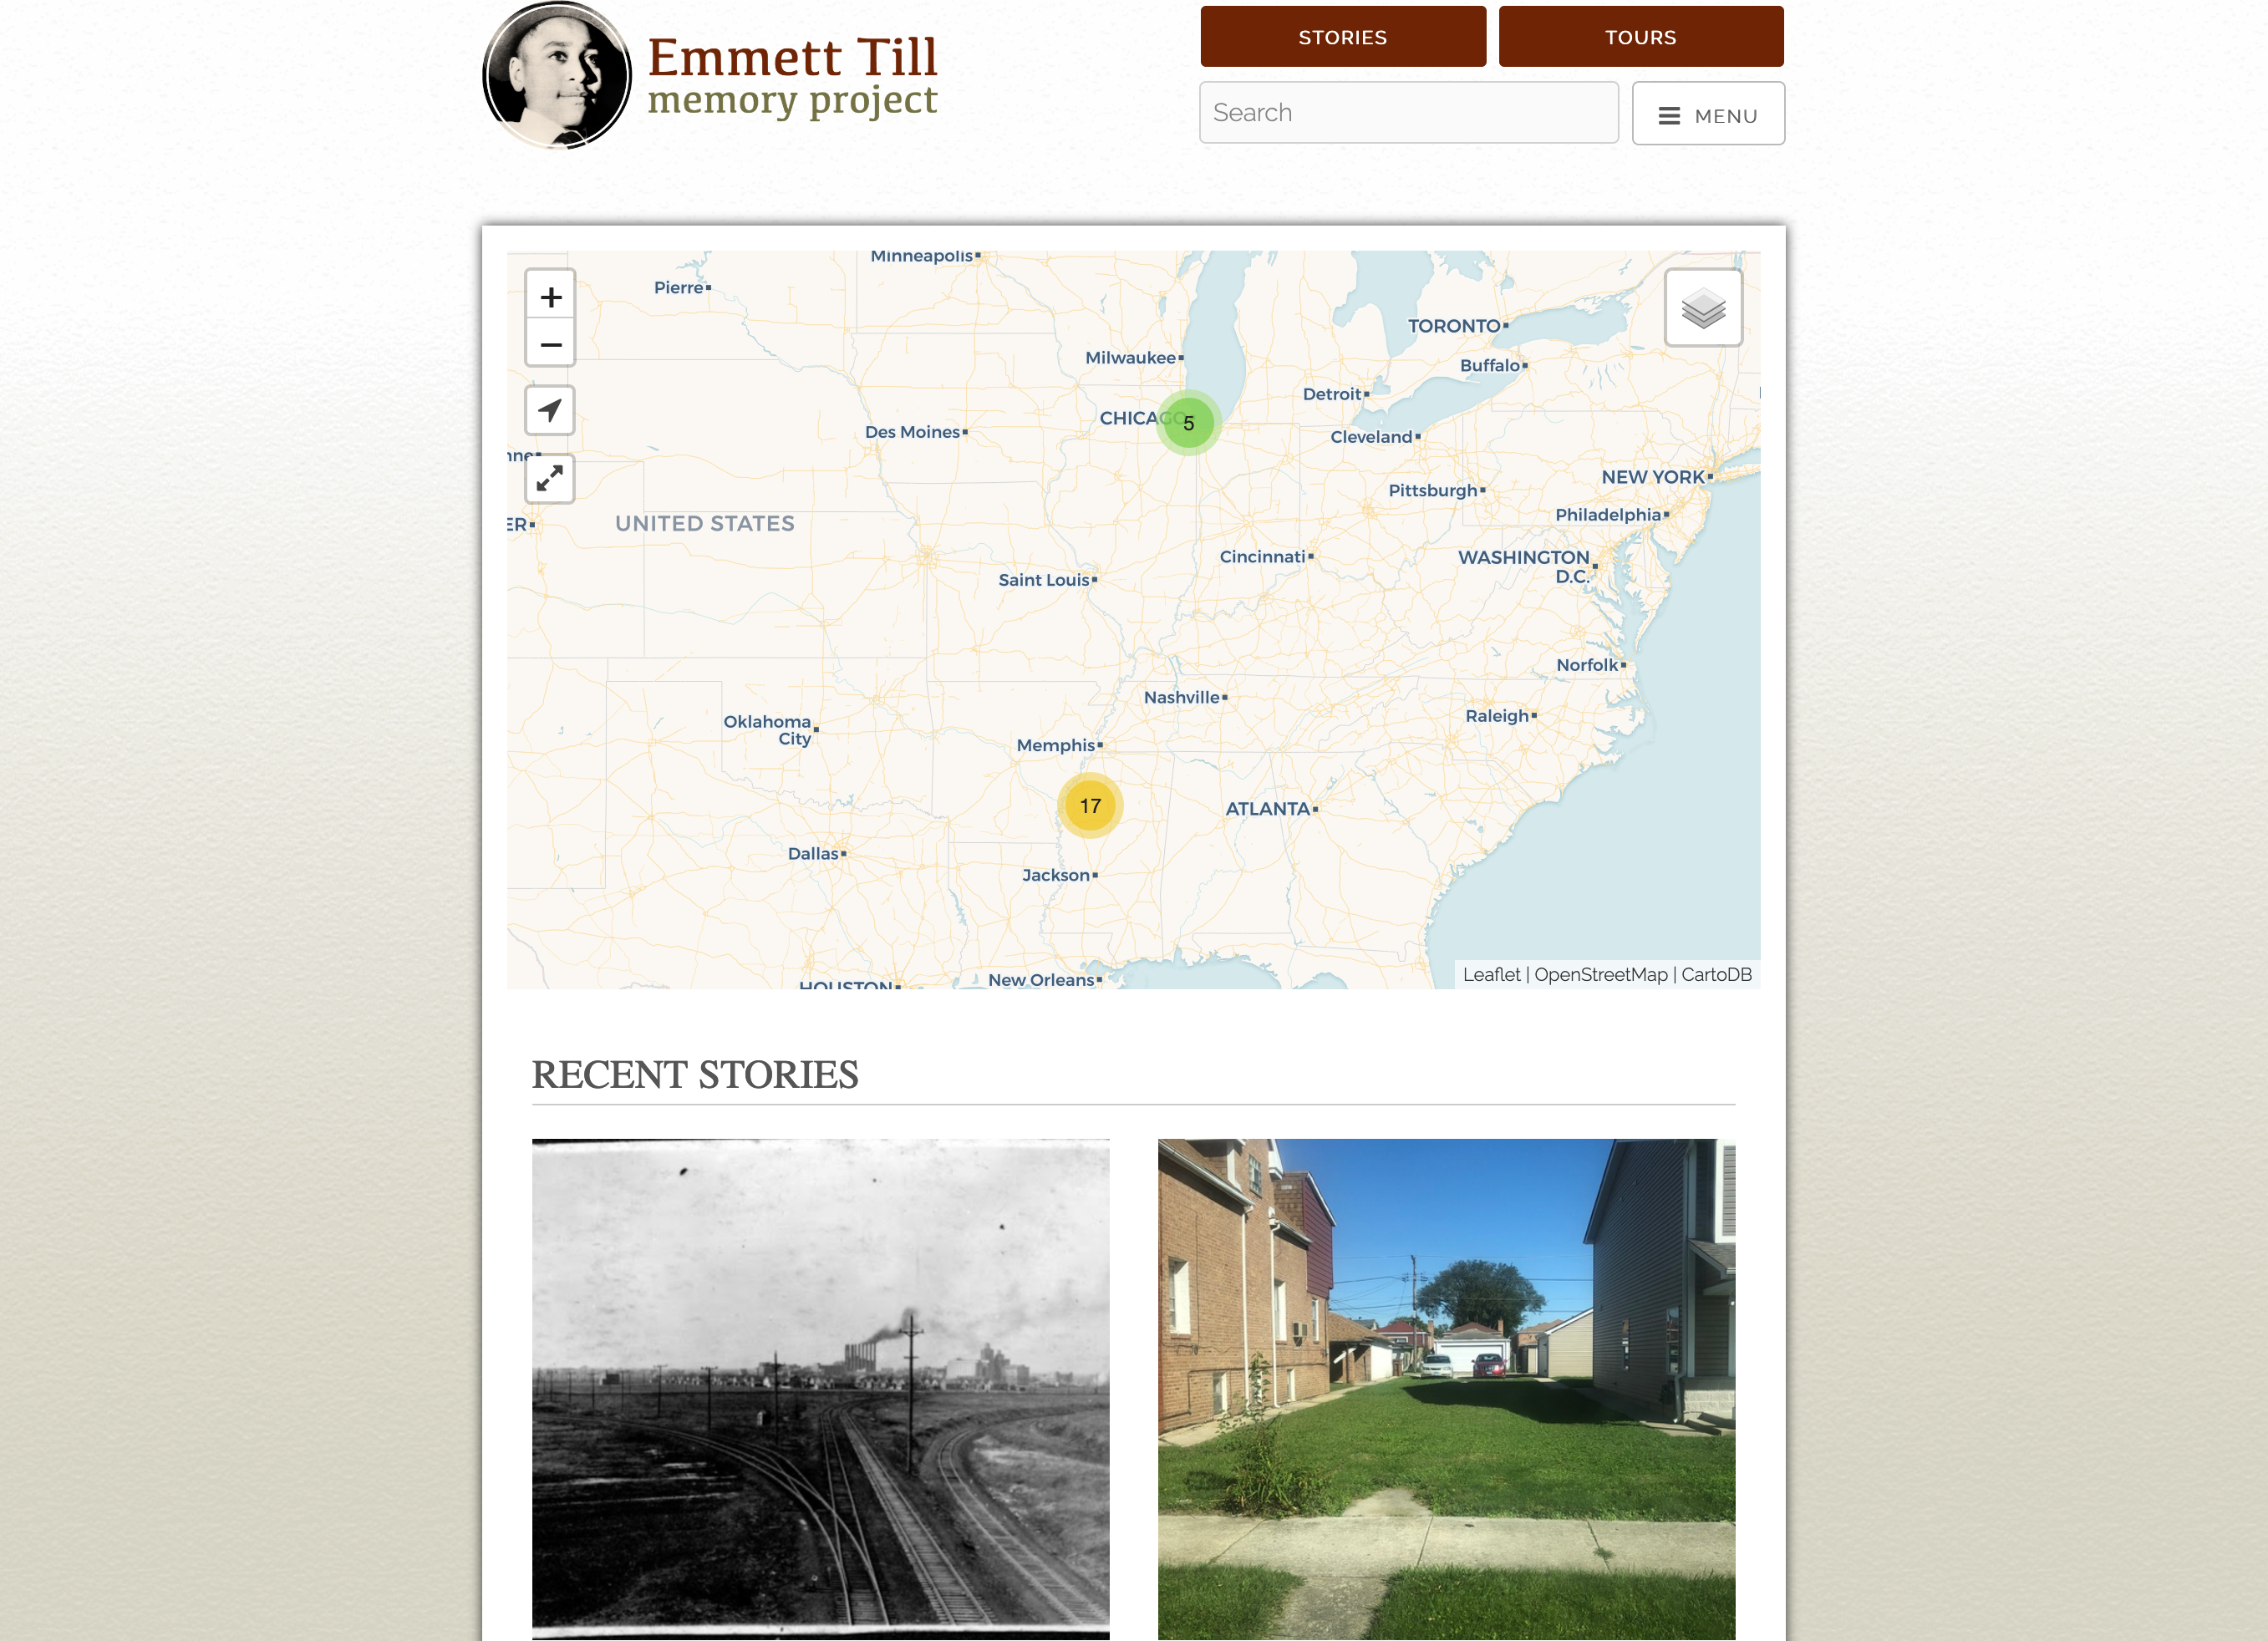 Emmett Till
memory project
STORIES
TOURS
Search
MENU
+
−
Minneapolis
Pierre
TORONTO
Milwaukee
Buffalo
Detroit
CHICAGO
5
Des Moines
Cleveland
nne
NEW YORK
Pittsburgh
Philadelphia
UNITED STATES
ER
Cincinnati
WASHINGTON
D.C.
Saint Louis
Norfolk
Nashville
Raleigh
Oklahoma
City
Memphis
17
ATLANTA
Dallas
Jackson
New Orleans
HOUSTON
Leaflet | OpenStreetMap | CartoDB
RECENT STORIES